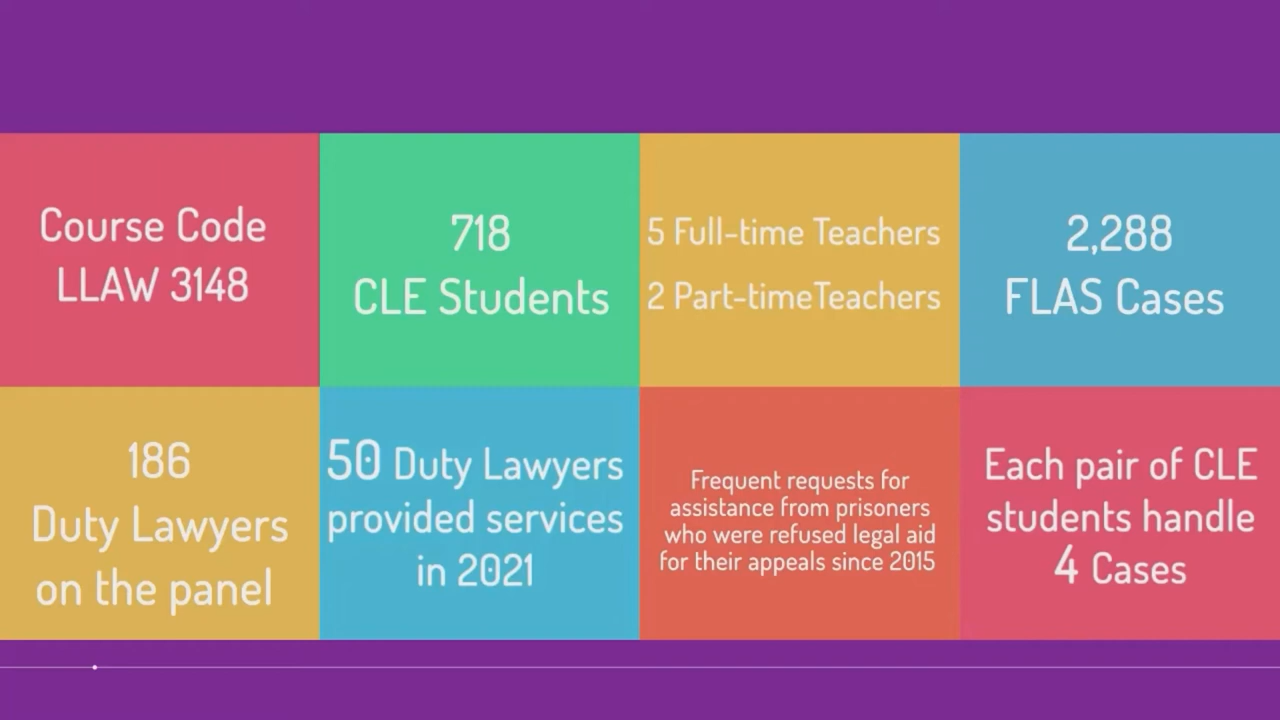 Course Code
LLAW 3148
718
CLE Students
5 Full-time Teachers
2 Part-timeTeachers
2,288
FLAS Cases
186
Duty Lawyers
on the panel
50 Duty Lawyers
provided services
in 2021
Frequent requests for
assistance from prisoners
who were refused legal aid
for their appeals since 2015
Each pair of CLE
students handle
4 Cases